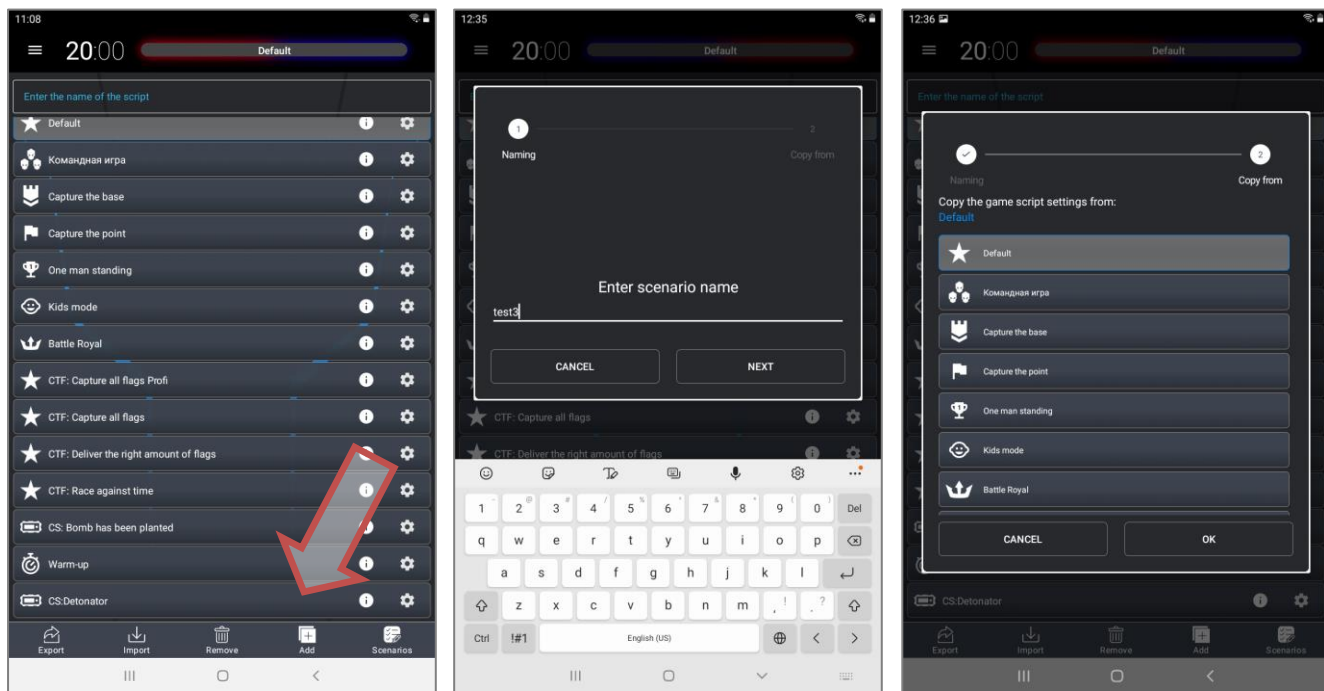 11:08
20:00
Default
Enter the name of the script
Default
Командная игра
Capture the base
Capture the point
One man standing
Kids mode
Battle Royal
CTF: Capture all flags Profi
CTF: Capture all flags
CTF: Deliver the right amount of flags
CTF: Race against time
CS: Bomb has been planted
Warm-up
CS:Detonator
Export Import Remove Add Scenarios
12:35
20:00
Default
1 2
Naming Copy from
Enter scenario name
test3
CANCEL NEXT
CTF: Capture all flags
CTF: Deliver the right amount of flags
1 2 3 4 5 6 7 8 9 0 Del
q w e r t y u i o p
a s d f g h j k l
z x c v b n m , ! . ?
Ctrl !#1 English (US) < >
12:36
20:00
Default
Enter the name of the script
2
Naming Copy from
Copy the game script settings from:
Default
Default
Командная игра
Capture the base
Capture the point
One man standing
Kids mode
Battle Royal
CANCEL OK
CS:Detonator
Export Import Remove Add Scenarios